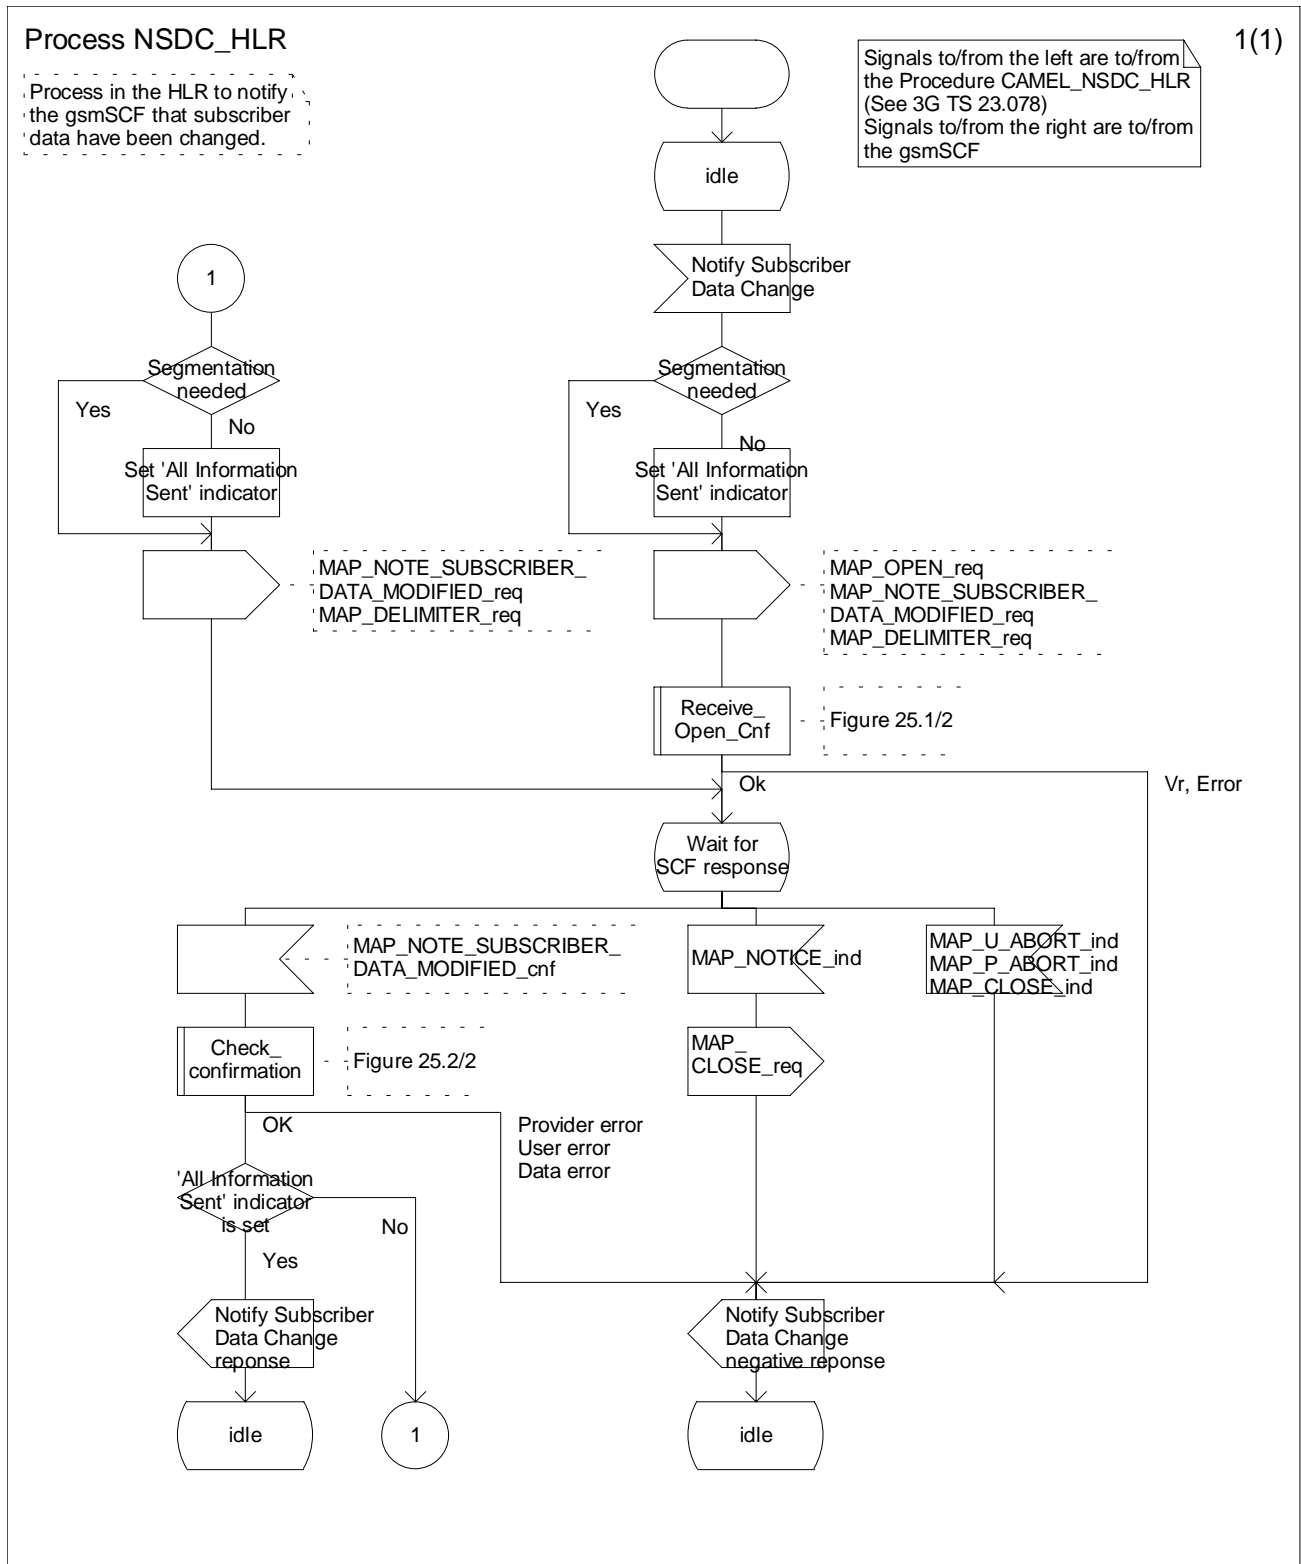 Process NSDC_HLR
1(1)
Process in the HLR to notify
the gsmSCF that subscriber
data have been changed.
Signals to/from the left are to/from
the Procedure CAMEL_NSDC_HLR
(See 3G TS 23.078)
Signals to/from the right are to/from
the gsmSCF
idle
Notify Subscriber
Data Change
1
Segmentation
needed
Yes
No
Set 'All Information
Sent' indicator
Segmentation
needed
Yes
No
Set 'All Information
Sent' indicator
MAP_NOTE_SUBSCRIBER_
DATA_MODIFIED_req
MAP_DELIMITER_req
MAP_OPEN_req
MAP_NOTE_SUBSCRIBER_
DATA_MODIFIED_req
MAP_DELIMITER_req
Receive_
Open_Cnf
Figure 25.1/2
Ok
Vr, Error
Wait for
SCF response
MAP_NOTE_SUBSCRIBER_
DATA_MODIFIED_cnf
MAP_NOTICE_ind
MAP_U_ABORT_ind
MAP_P_ABORT_ind
MAP_CLOSE_ind
Check_
confirmation
Figure 25.2/2
MAP_
CLOSE_req
OK
Provider error
User error
Data error
'All Information
Sent' indicator
is set
No
Yes
Notify Subscriber
Data Change
reponse
Notify Subscriber
Data Change
negative reponse
idle
1
idle